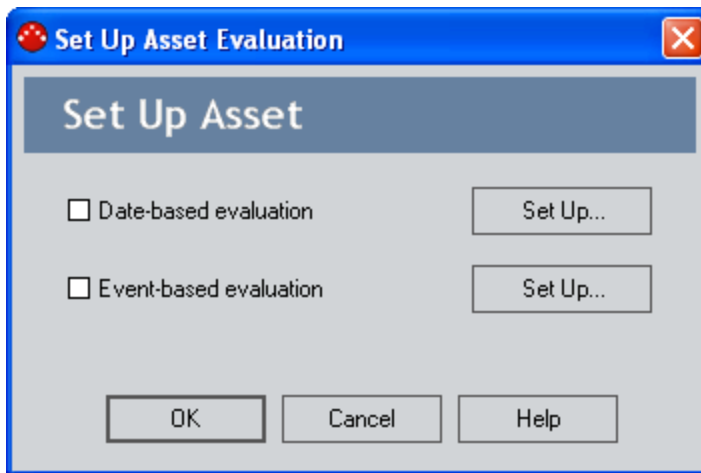 Set Up Asset Evaluation
Set Up Asset
Date-based evaluation
Set Up...
Event-based evaluation
Set Up...
OK
Cancel
Help